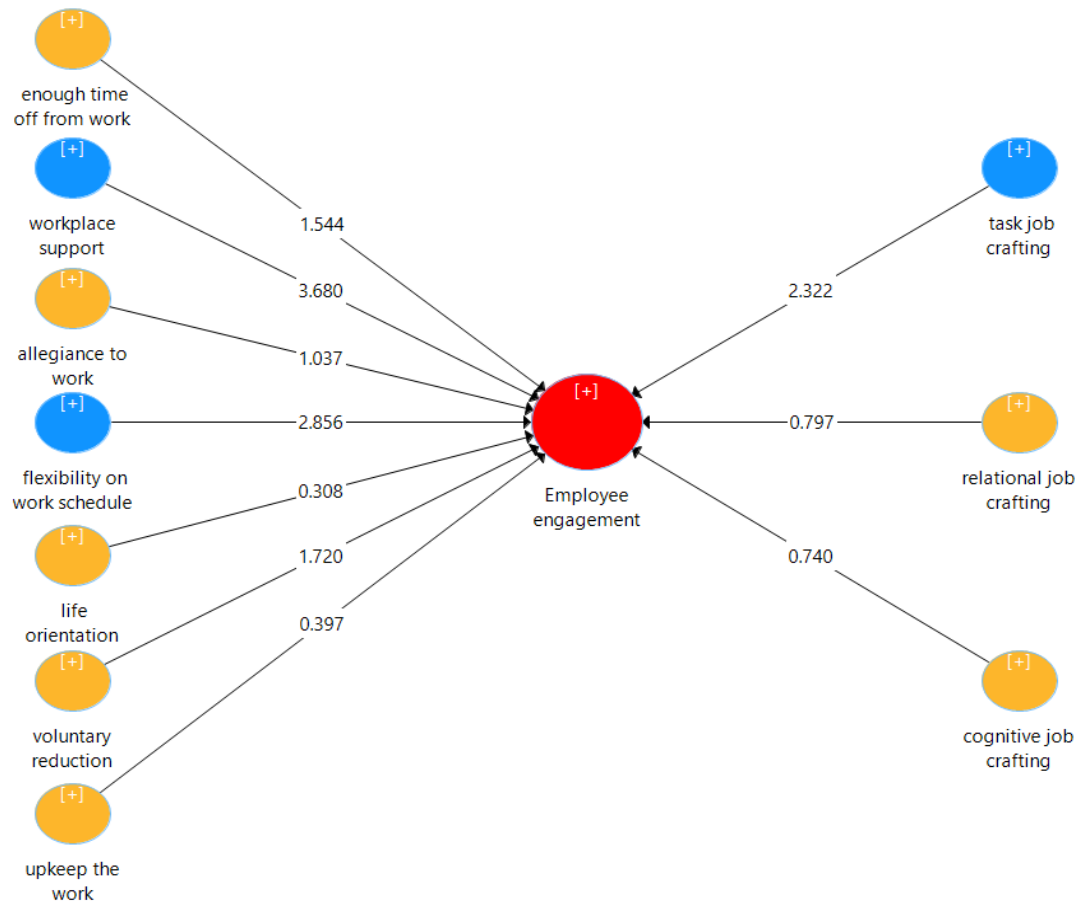 [+]
enough time
off from work
[+]
workplace
support
[+]
allegiance to
work
[+]
flexibility on
work schedule
[+]
life
orientation
[+]
voluntary
reduction
[+]
upkeep the
work
1.544
3.680
1.037
2.856
0.308
1.720
0.397
[+]
Employee
engagement
2.322
0.797
0.740
[+]
task job
crafting
[+]
relational job
crafting
[+]
cognitive job
crafting